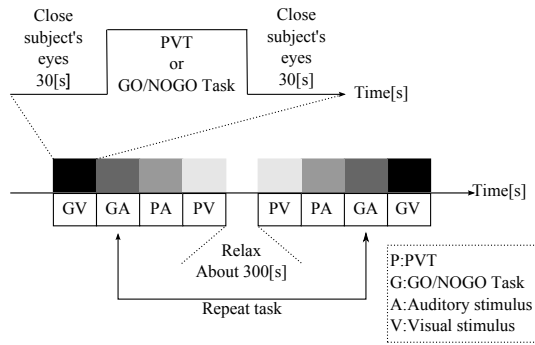 Close
subject's
eyes
30[s]
PVT
or
GO/NOGO Task
Close
subject's
eyes
30[s]
Time[s]
Time[s]
GV GA PA PV PV PA GA GV
Relax
About 300[s]
Repeat task
P:PVT
G:GO/NOGO Task
A:Auditory stimulus
V:Visual stimulus